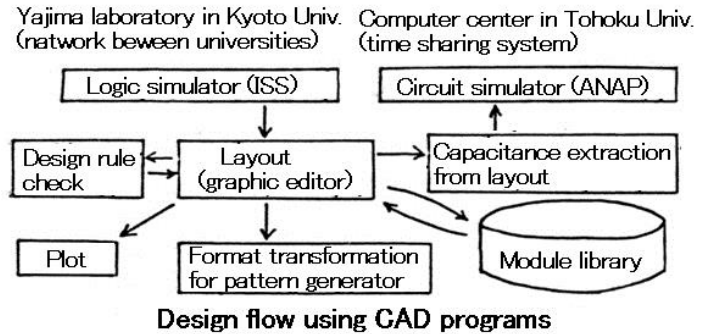 Yajima laboratory in Kyoto Univ.
(natwork beween universities)
Computer center in Tohoku Univ.
(time sharing system)
Logic simulator (ISS)
Circuit simulator (ANAP)
Design rule
check
Layout
(graphic editor)
Capacitance extraction
from layout
Plot
Format transformation
for pattern generator
Module library
Design flow using CAD programs